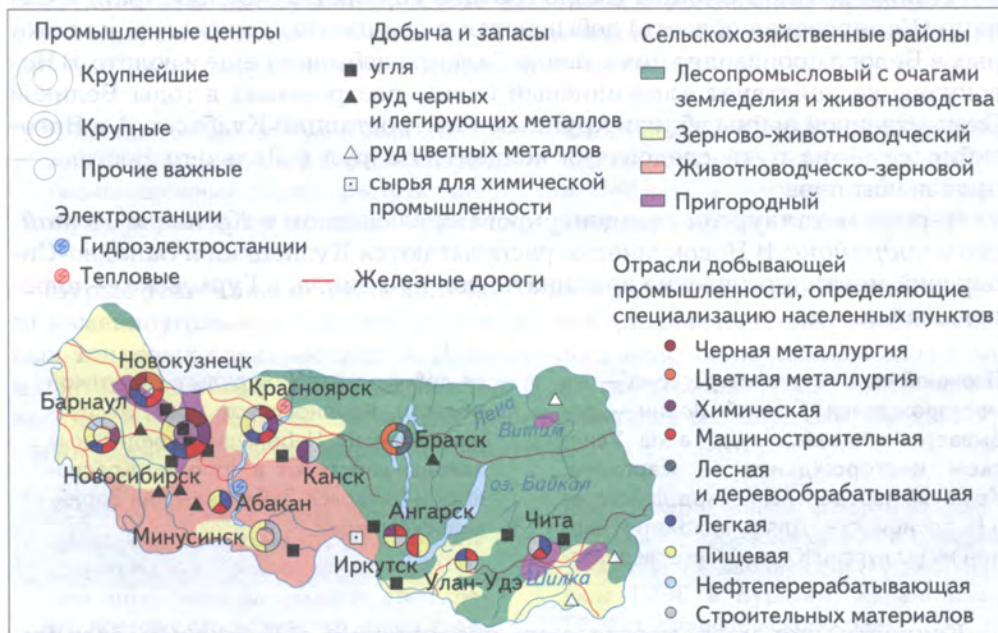 Промышленные центры
Крупнейшие
Крупные
Прочие важные
Электростанции
Гидроэлектростанции
Тепловые
Добыча и запасы
угля
руд черных
и легирующих металлов
руд цветных металлов
сырья для химической
промышленности
Железные дороги
Сельскохозяйственные районы
Лесопромысловый с очагами
земледелия и животноводства
Зерново-животноводческий
Животноводческо-зерновой
Пригородный
Отрасли добывающей
промышленности, определяющие
специализацию населенных пунктов
Черная металлургия
Цветная металлургия
Химическая
Машиностроительная
Лесная
и деревообрабатывающая
Легкая
Пищевая
Нефтеперерабатывающая
Строительных материалов
Новокузнецк
Барнаул
Красноярск
Лена
Витим
Братск
Новосибирск
Канск
оз. Байкал
Абакан
Ангарск
Чита
Минусинск
Иркутск
Улан-Удэ
Шилка